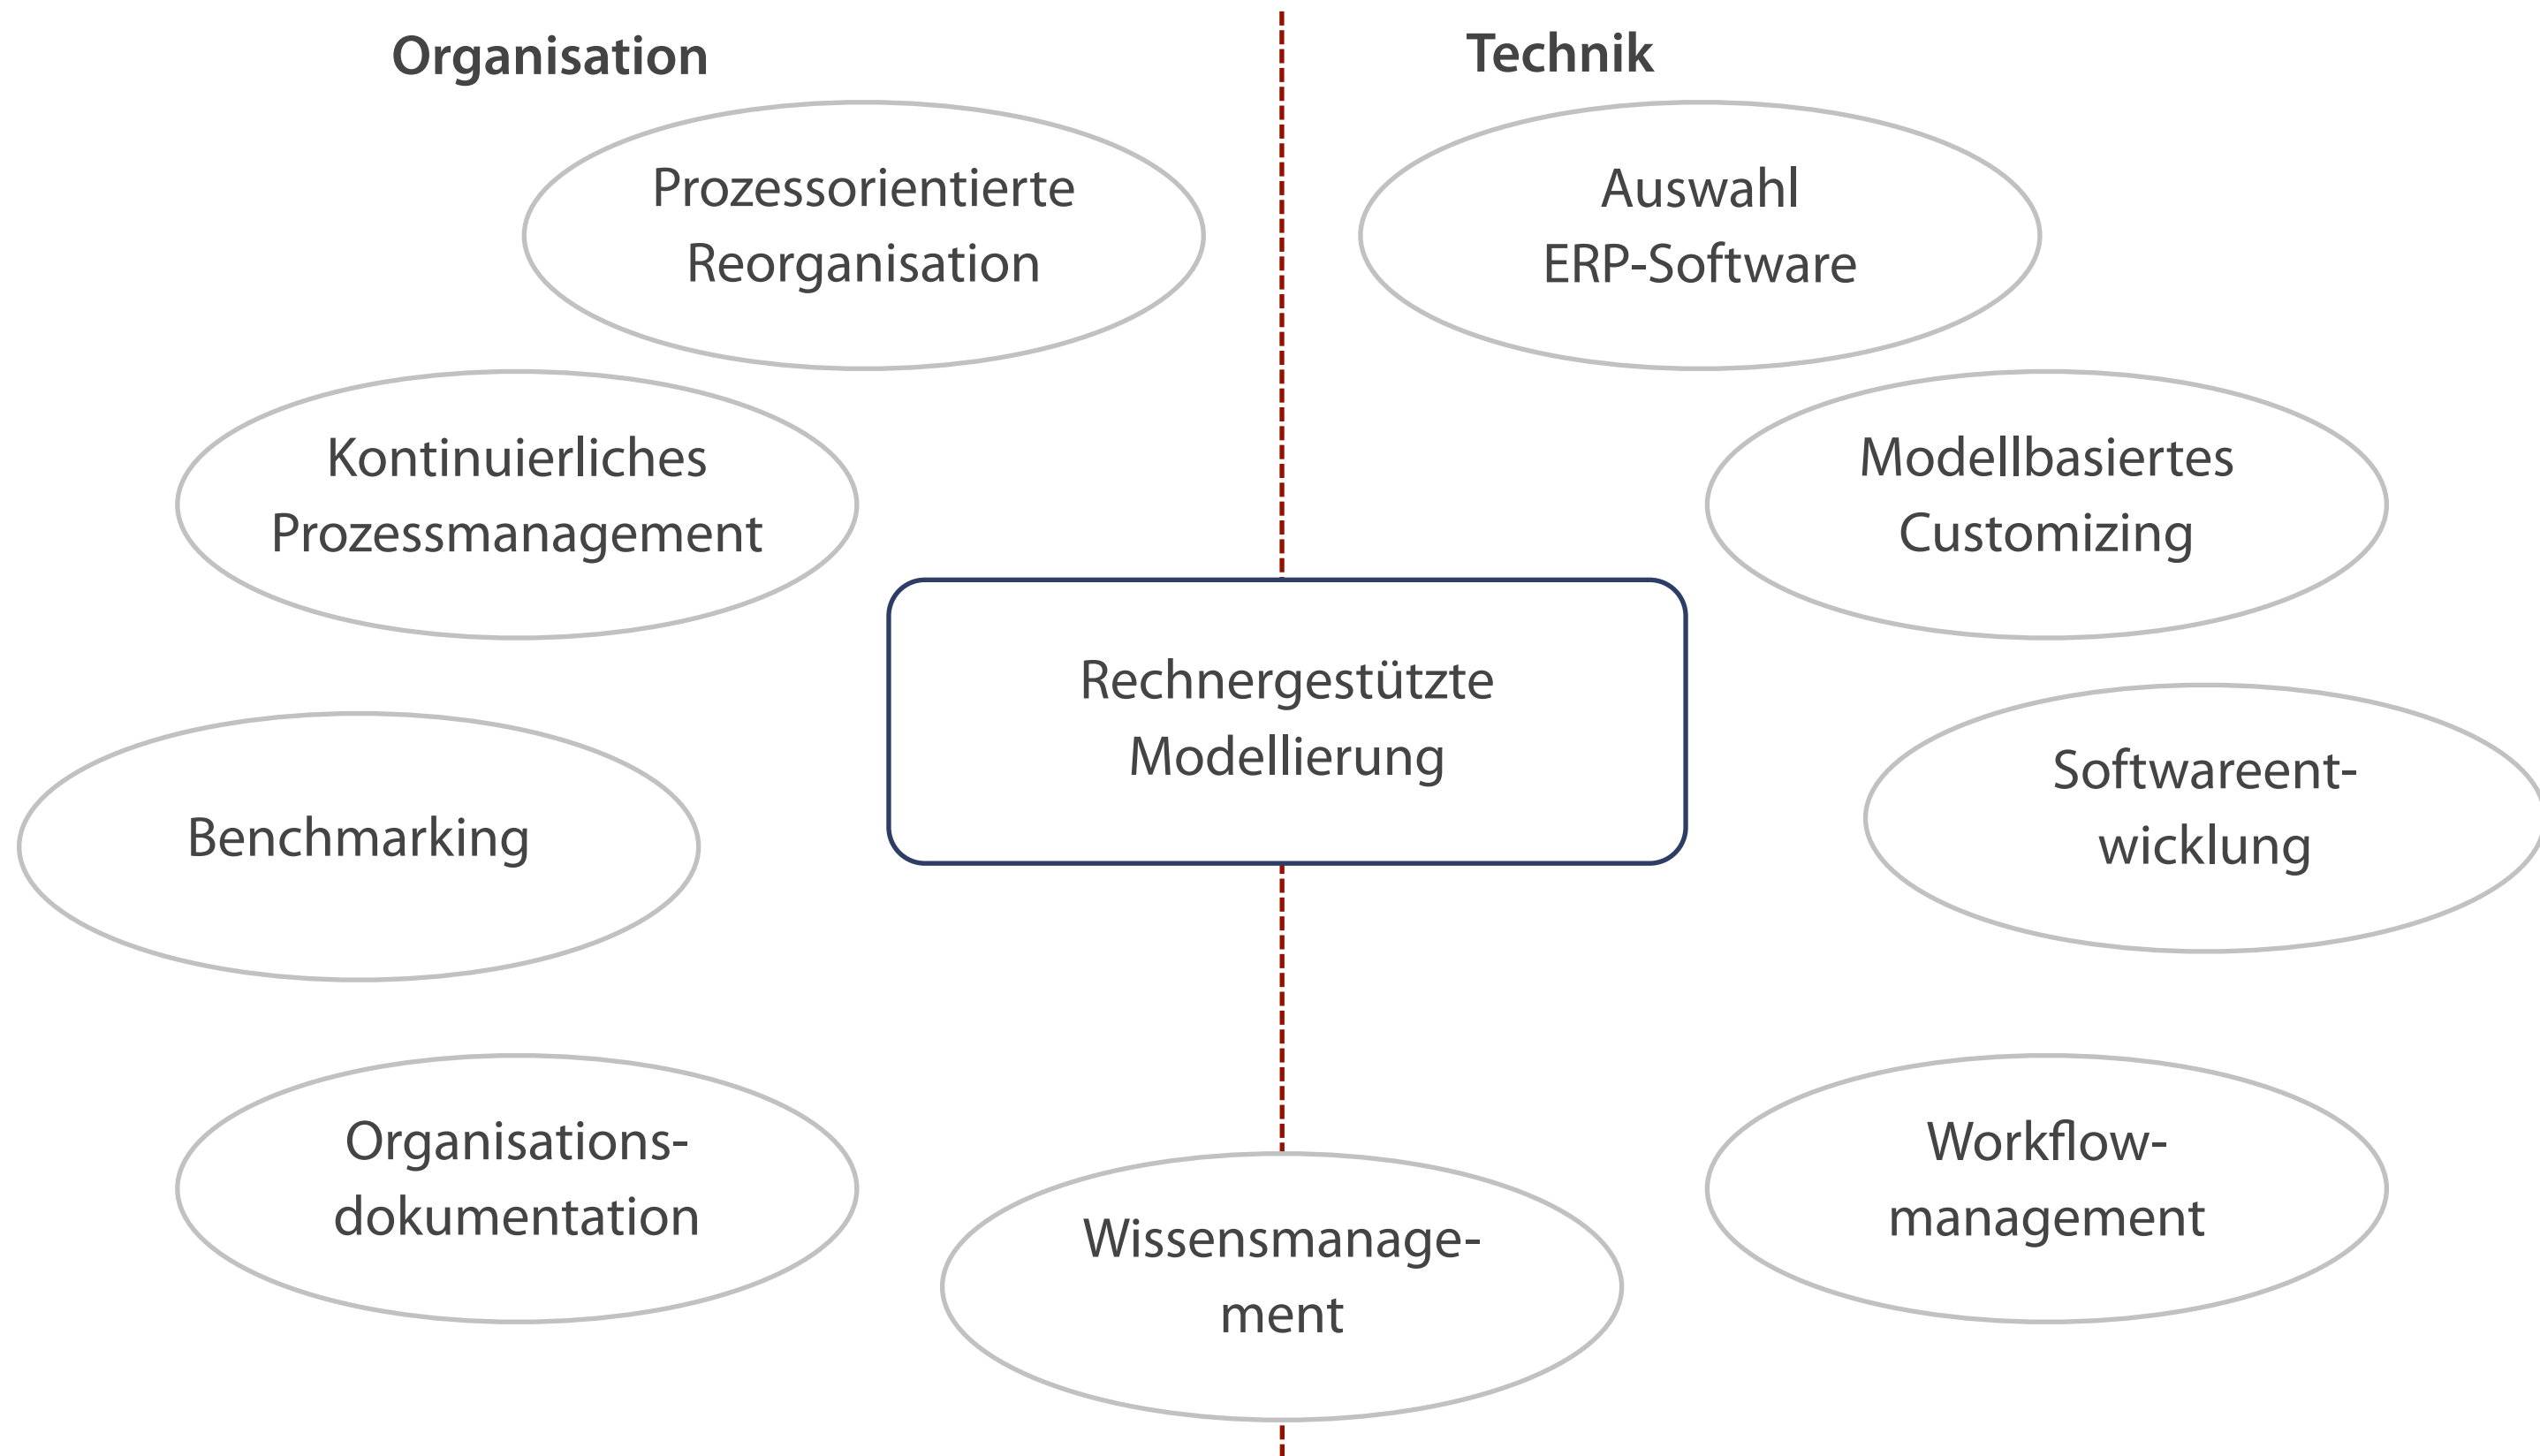 Organisation
Technik
Prozessorientierte
Reorganisation
Auswahl
ERP-Software
Kontinuierliches
Prozessmanagement
Modellbasiertes
Customizing
Rechnergestützte
Modellierung
Benchmarking
Softwareent-
wicklung
Organisations-
dokumentation
Workflow-
management
Wissensmanage-
ment